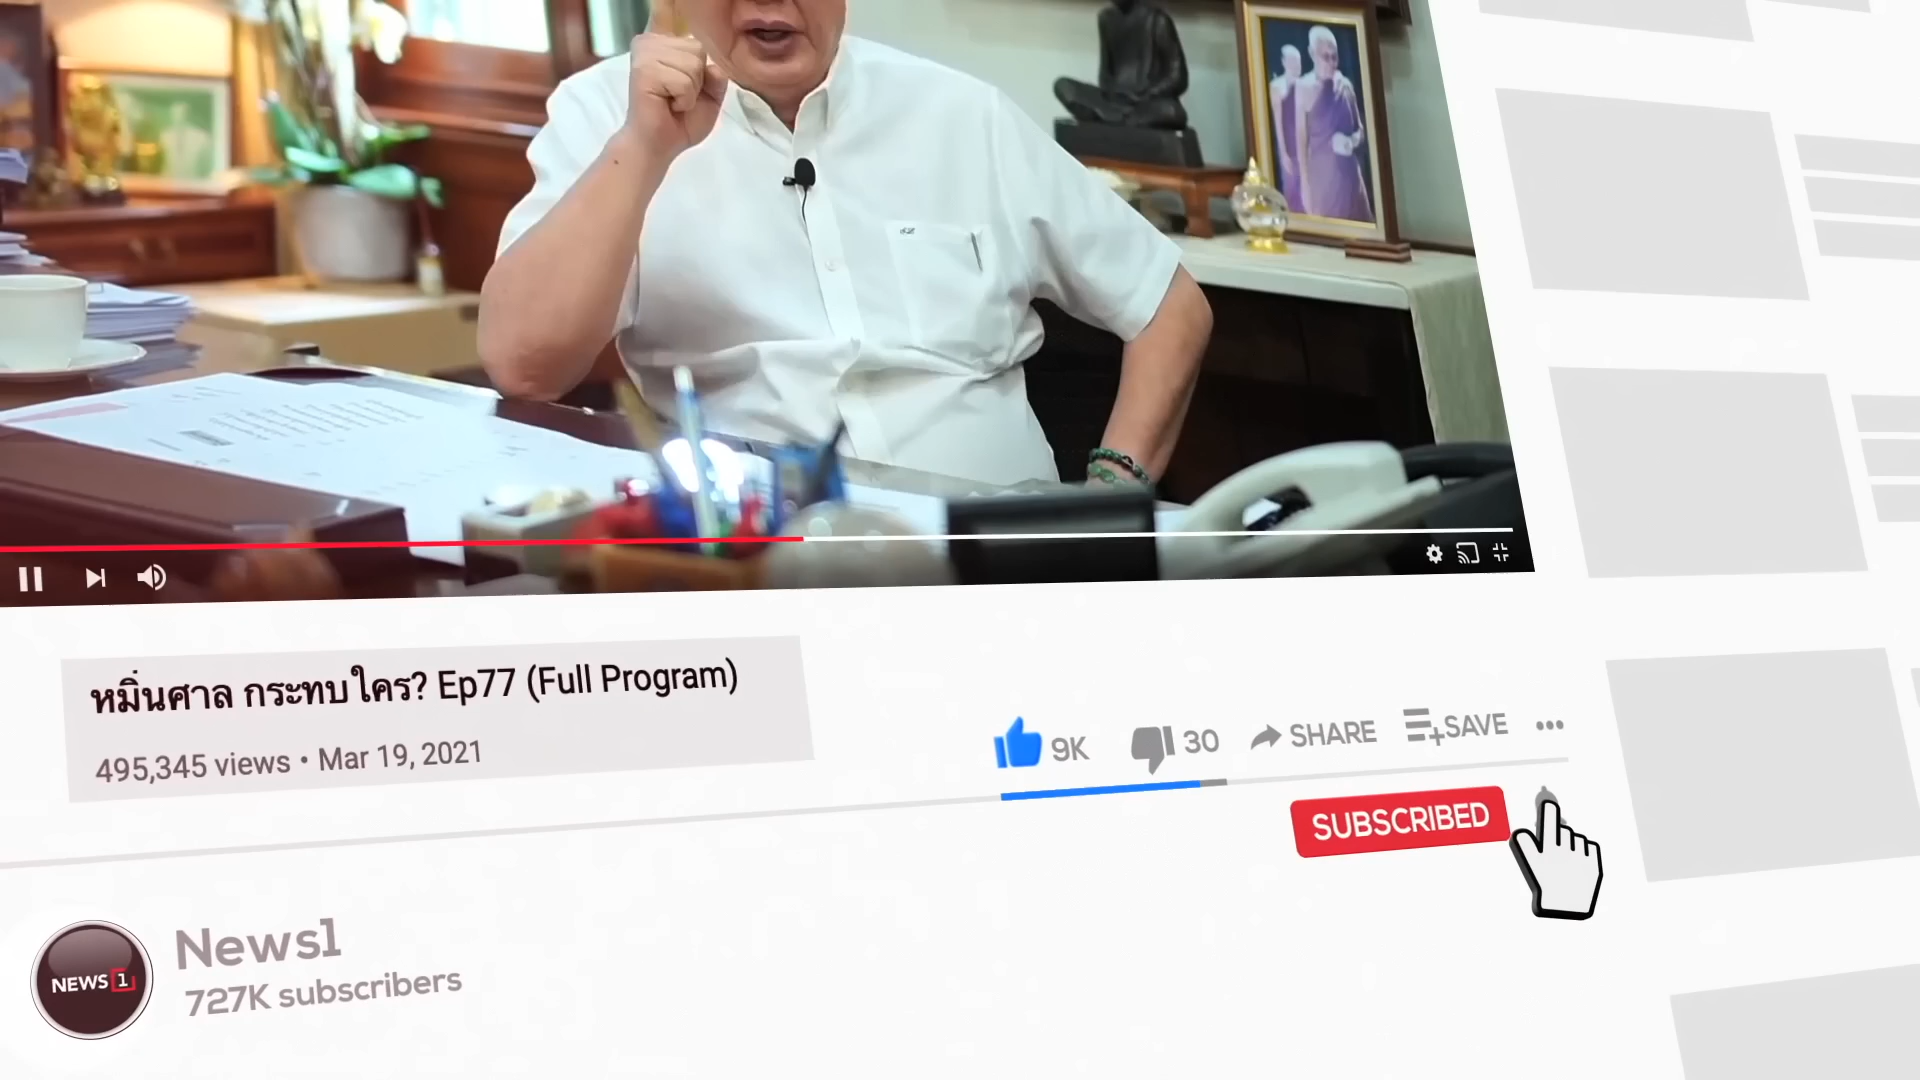 หมิ่นศาล กระทบใคร? Ep77 (Full Program)
495,345 views • Mar 19, 2021
9K
30
SHARE
SAVE
SUBSCRIBED
NEWS 1
News1
727K subscribers